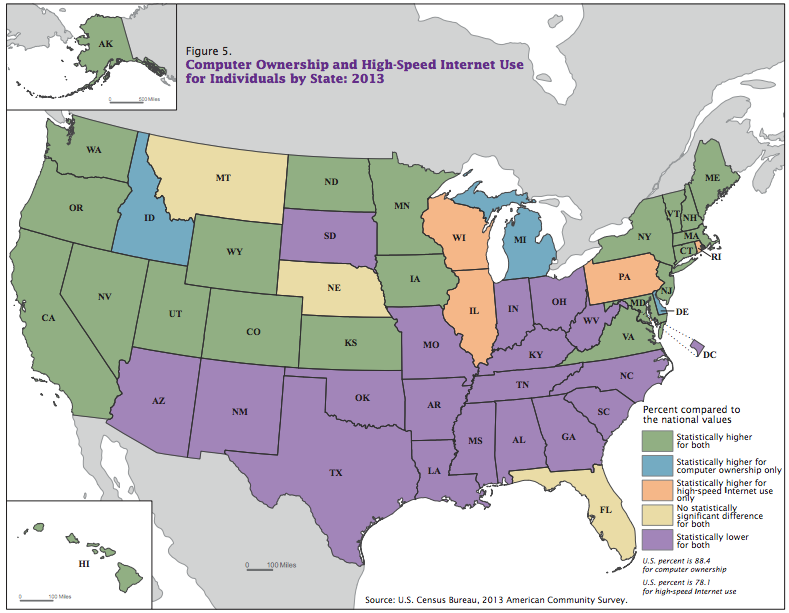 AK
500 Miles
Figure 5.
Computer Ownership and High-Speed Internet Use
for Individuals by State: 2013
WA
MT
ND
MN
ME
OR
ID
SD
WI
MI
VT
NH
NY
MA
CT
RI
WY
NE
IA
PA
NJ
NV
UT
CO
KS
IL
IN
OH
MD
DE
CA
MO
WV
VA
DC
KY
AZ
NM
OK
AR
TN
NC
SC
TX
LA
MS
AL
GA
FL
HI
0 100 Miles
0 100 Miles
Percent compared to
the national values
Statistically higher
for both
Statistically higher for
computer ownership only
Statistically higher for
high-speed Internet use
only
No statistically
significant difference
for both
Statistically lower
for both
U.S. percent is 88.4
for computer ownership
U.S. percent is 78.1
for high-speed Internet use
Source: U.S. Census Bureau, 2013 American Community Survey.